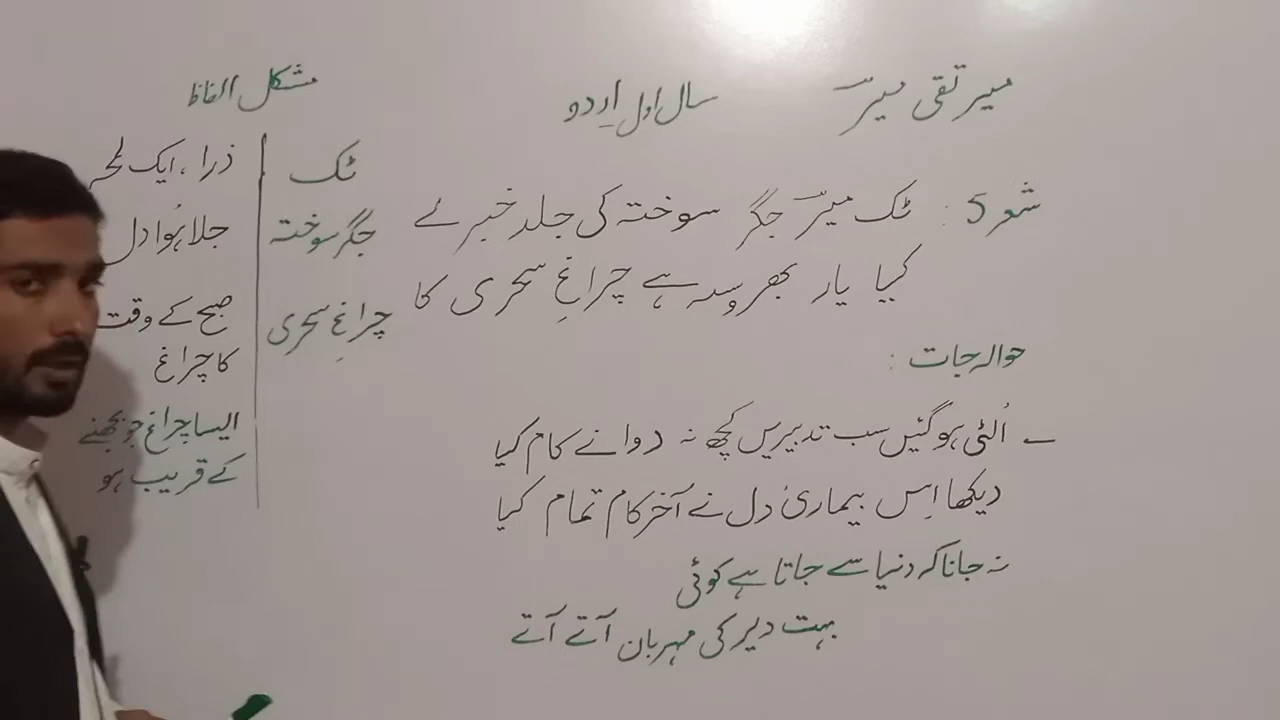 میر تقی میرؔ
سال اول اردو
مشکل الفاظ
شعر 5 : ٹک میرؔ جگر سوختہ کی جلد خبر لے
کیا یار بھروسہ ہے چراغِ سحری کا
حوالہ جات :
اُلٹی ہو گئیں سب تدبیریں کچھ نہ دوا نے کام کیا
دیکھا اِس بیماریٔ دل نے آخر کام تمام کیا
نہ جانا کہ دنیا سے جاتا ہے کوئی
بہت دیر کی مہرباں آتے آتے
ٹک ذرا ، ایک لمحہ
جگر سوختہ جلا ہُوا دل
چراغِ سحری صبح کے وقت
کا چراغ
ایسا چراغ جو بجھنے
کے قریب ہو